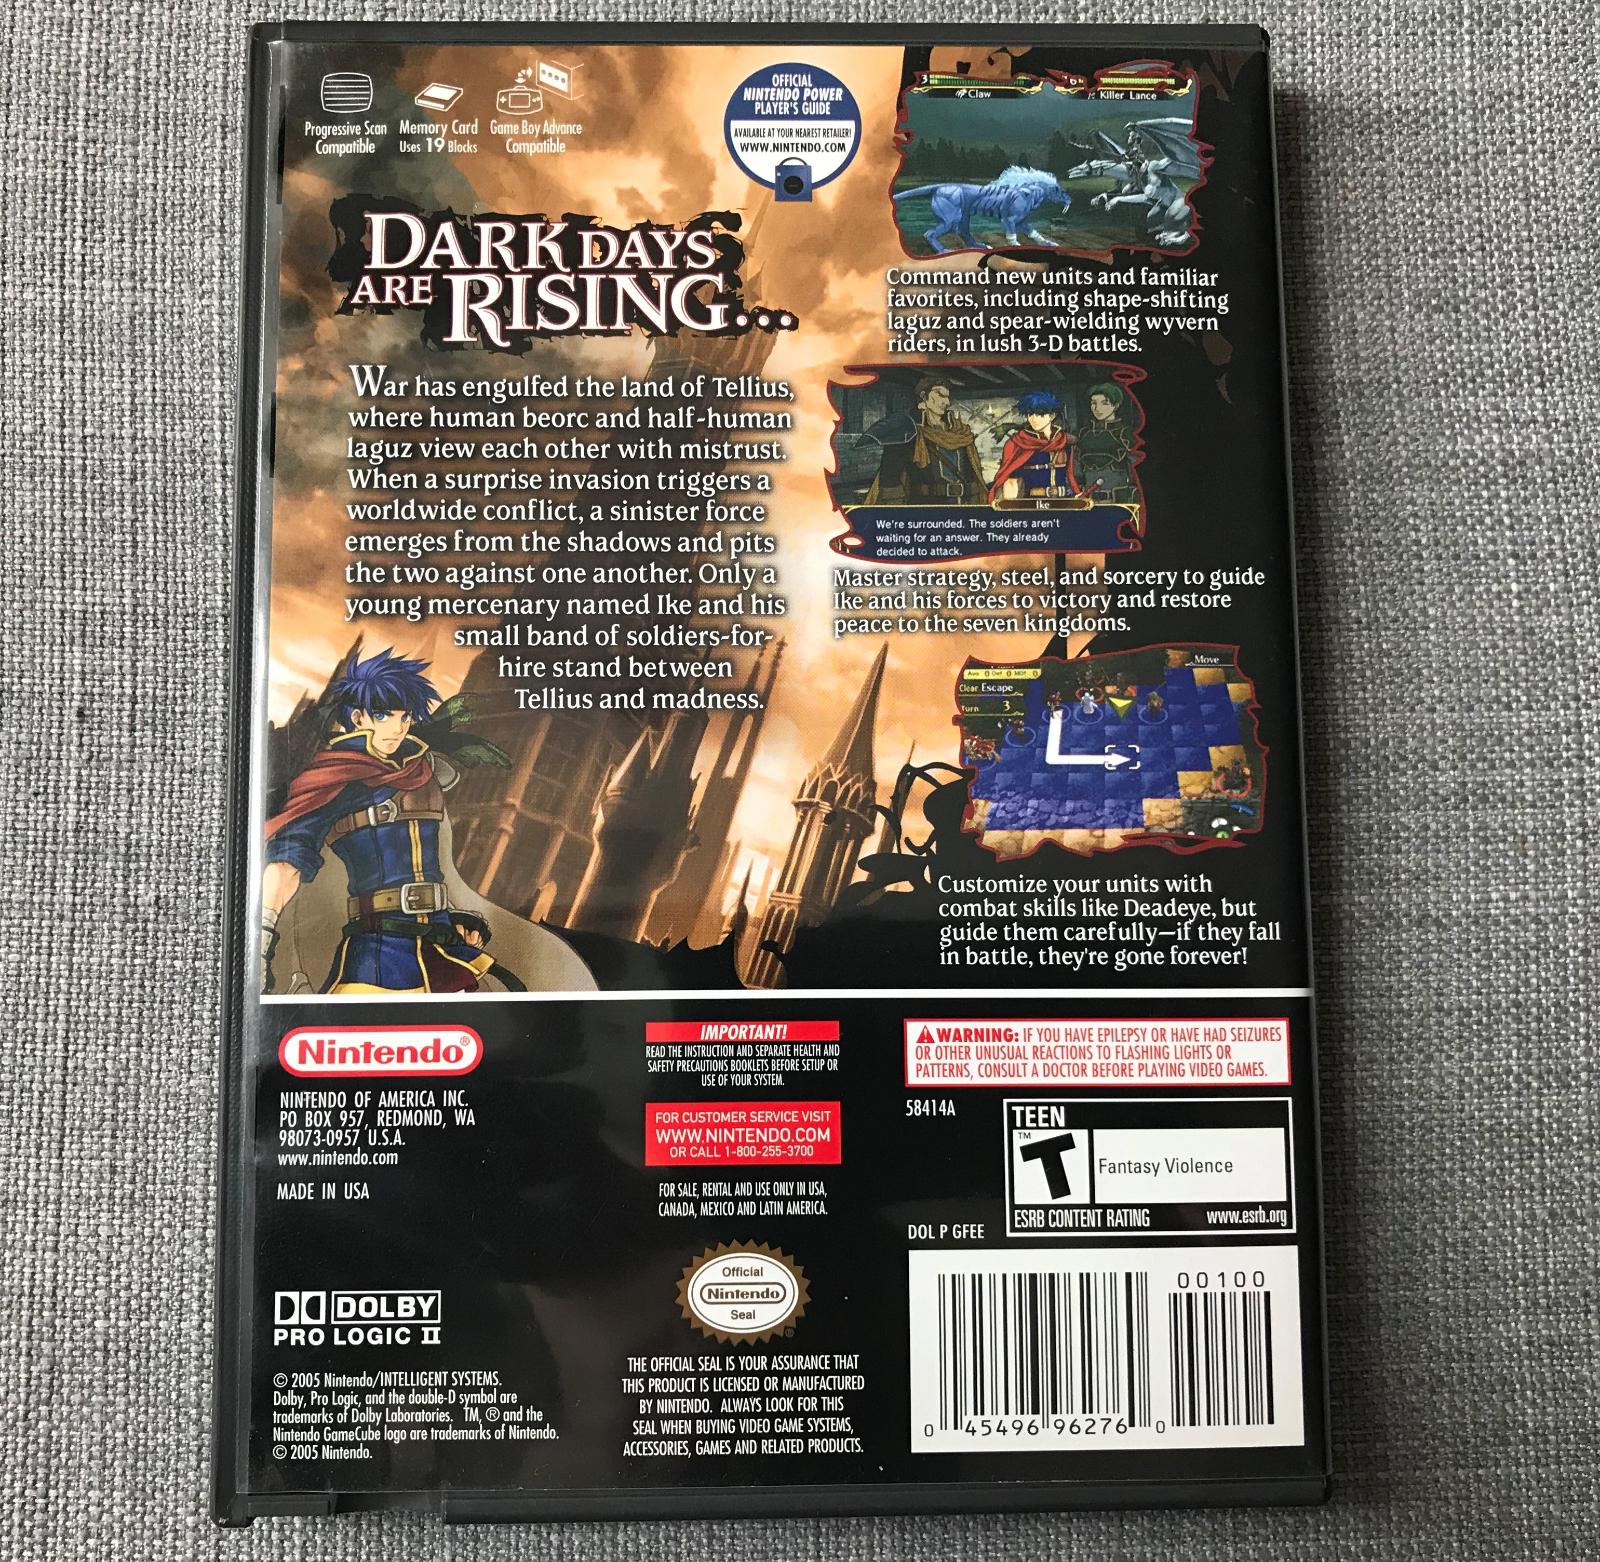 Progressive Scan
Compatible
Memory Card
Uses 19 Blocks
Game Boy Advance
Compatible
OFFICIAL
NINTENDO POWER
PLAYER'S GUIDE
AVAILABLE AT YOUR NEAREST RETAILER!
WWW.NINTENDO.COM
3
Claw
Killer Lance
DARK DAYS
ARE RISING...
War has engulfed the land of Tellius,
where human beorc and half-human
laguz view each other with mistrust.
When a surprise invasion triggers a
worldwide conflict, a sinister force
emerges from the shadows and pits
the two against one another. Only a
young mercenary named Ike and his
small band of soldiers-for-
hire stand between
Tellius and madness.
Command new units and familiar
favorites, including shape-shifting
laguz and spear-wielding wyvern
riders, in lush 3-D battles.
Ike
We're surrounded. The soldiers aren't
waiting for an answer. They already
decided to attack.
Master strategy, steel, and sorcery to guide
Ike and his forces to victory and restore
peace to the seven kingdoms.
Move
Clear Escape
Turn 3
Customize your units with
combat skills like Deadeye, but
guide them carefully—if they fall
in battle, they're gone forever!
Nintendo®
NINTENDO OF AMERICA INC.
PO BOX 957, REDMOND, WA
98073-0957 U.S.A.
www.nintendo.com
MADE IN USA
DOLBY
PRO LOGIC II
© 2005 Nintendo/INTELLIGENT SYSTEMS.
Dolby, Pro Logic, and the double-D symbol are
trademarks of Dolby Laboratories. TM, ® and the
Nintendo GameCube logo are trademarks of Nintendo.
© 2005 Nintendo.
IMPORTANT!
READ THE INSTRUCTION AND SEPARATE HEALTH AND
SAFETY PRECAUTIONS BOOKLETS BEFORE SETUP OR
USE OF YOUR SYSTEM.
FOR CUSTOMER SERVICE VISIT
WWW.NINTENDO.COM
OR CALL 1-800-255-3700
FOR SALE, RENTAL AND USE ONLY IN USA,
CANADA, MEXICO AND LATIN AMERICA.
Official
Nintendo
Seal
THE OFFICIAL SEAL IS YOUR ASSURANCE THAT
THIS PRODUCT IS LICENSED OR MANUFACTURED
BY NINTENDO. ALWAYS LOOK FOR THIS
SEAL WHEN BUYING VIDEO GAME SYSTEMS,
ACCESSORIES, GAMES AND RELATED PRODUCTS.
WARNING: IF YOU HAVE EPILEPSY OR HAVE HAD SEIZURES
OR OTHER UNUSUAL REACTIONS TO FLASHING LIGHTS OR
PATTERNS, CONSULT A DOCTOR BEFORE PLAYING VIDEO GAMES.
58414A
TEEN
TM
T
Fantasy Violence
ESRB CONTENT RATING www.esrb.org
DOL P GFEE
00100
0 45496 96276 0